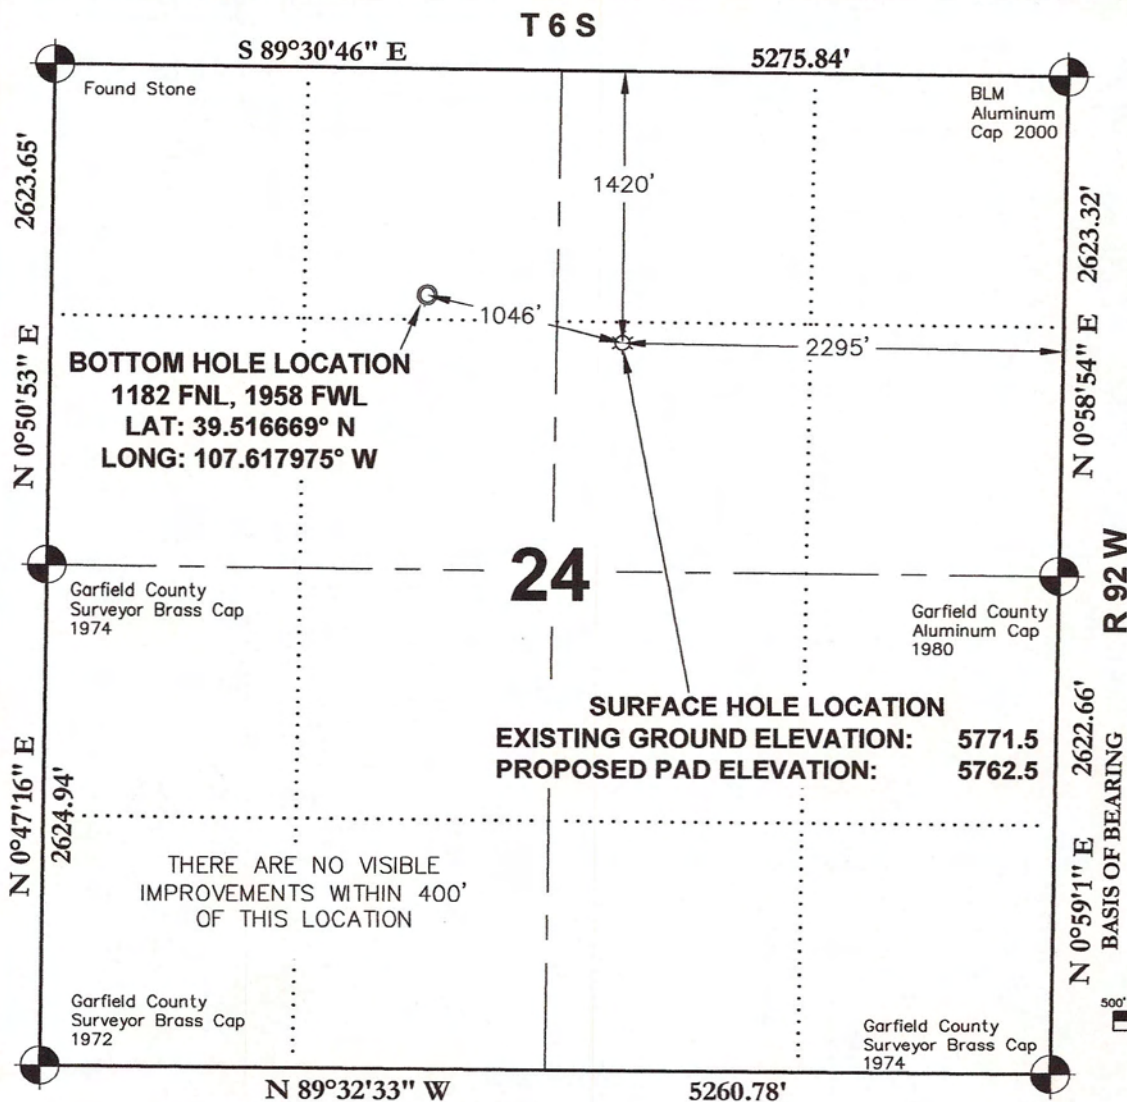 T 6 S
S 89°30'46" E
5275.84'
Found Stone
BLM
Aluminum
Cap 2000
2623.65'
N 0°50'53" E
1420'
2623.32'
N 0°58'54" E
1046'
2295'
BOTTOM HOLE LOCATION
1182 FNL, 1958 FWL
LAT: 39.516669° N
LONG: 107.617975° W
24
R 92 W
Garfield County
Surveyor Brass Cap
1974
Garfield County
Aluminum Cap
1980
SURFACE HOLE LOCATION
EXISTING GROUND ELEVATION: 5771.5
PROPOSED PAD ELEVATION: 5762.5
N 0°47'16" E
2624.94'
2622.66'
N 0°59'1" E
BASIS OF BEARING
THERE ARE NO VISIBLE
IMPROVEMENTS WITHIN 400'
OF THIS LOCATION
Garfield County
Surveyor Brass Cap
1972
500'
Garfield County
Surveyor Brass Cap
1974
N 89°32'33" W
5260.78'